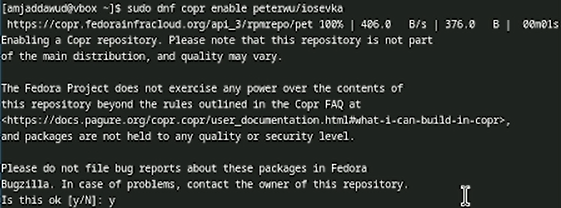 [amjaddawud@vbox ~]$ sudo dnf copr enable peterwu/iosevka
https://copr.fedorainfracloud.org/api_3/rpmrepo/pet 100% | 406.0   B/s | 376.0   B |  00m01s
Enabling a Copr repository. Please note that this repository is not part
of the main distribution, and quality may vary.

The Fedora Project does not exercise any power over the contents of
this repository beyond the rules outlined in the Copr FAQ at
<https://docs.pagure.org/copr.copr/user_documentation.html#what-i-can-build-in-copr>,
and packages are not held to any quality or security level.

Please do not file bug reports about these packages in Fedora
Bugzilla. In case of problems, contact the owner of this repository.
Is this ok [y/N]: y